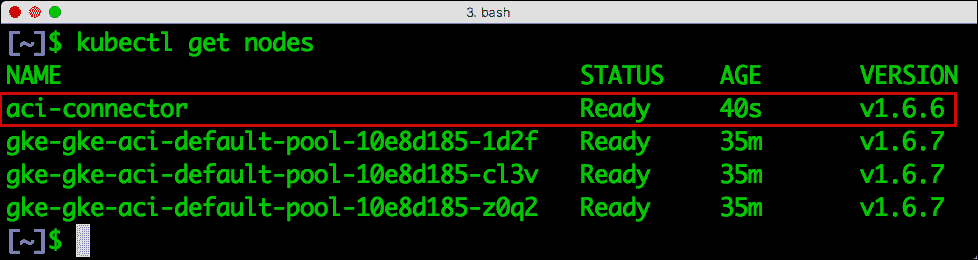 3. bash
[~]$ kubectl get nodes
NAME STATUS AGE VERSION
aci-connector Ready 40s v1.6.6
gke-gke-aci-default-pool-10e8d185-1d2f Ready 35m v1.6.7
gke-gke-aci-default-pool-10e8d185-cl3v Ready 35m v1.6.7
gke-gke-aci-default-pool-10e8d185-z0q2 Ready 35m v1.6.7
[~]$